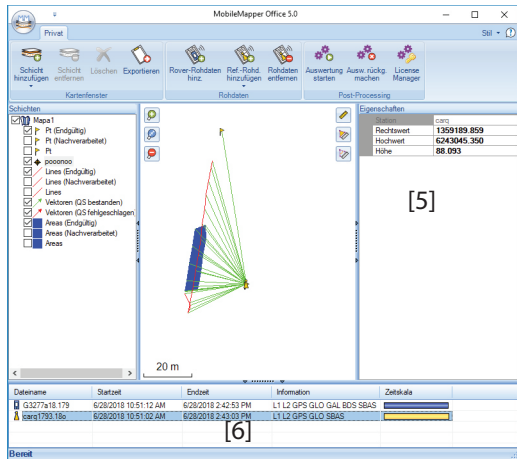 MobileMapper Office 5.0
Privat
Stil
Schicht hinzufügen
Schicht entfernen
Löschen
Exportieren
Rover-Rohdaten hinz.
Ref.-Rohd. hinzufügen
Rohdaten entfernen
Auswertung starten
Ausw. rückg. machen
License Manager
Kartenfenster
Rohdaten
Post-Processing
Schichten
Mapa1
Pt (Endgültig)
Pt (Nachverarbeitet)
Pt
pooonoo
Lines (Endgültig)
Lines (Nachverarbeitet)
Lines
Vektoren (QS bestanden)
Vektoren (QS fehlgeschlagen
Areas (Endgültig)
Areas (Nachverarbeitet)
Areas
20 m
Eigenschaften
Station carq
Rechtswert 1359189.859
Hochwert 6243045.350
Höhe 88.093
[5]
Dateiname Startzeit Endzeit Information Zeitskala
G3277a18.179 6/28/2018 10:51:12 AM 6/28/2018 2:42:53 PM L1 L2 GPS GLO GAL BDS SBAS
carq1793.18o 6/28/2018 10:51:02 AM 6/28/2018 2:43:03 PM L1 L2 GPS GLO SBAS
[6]
Bereit